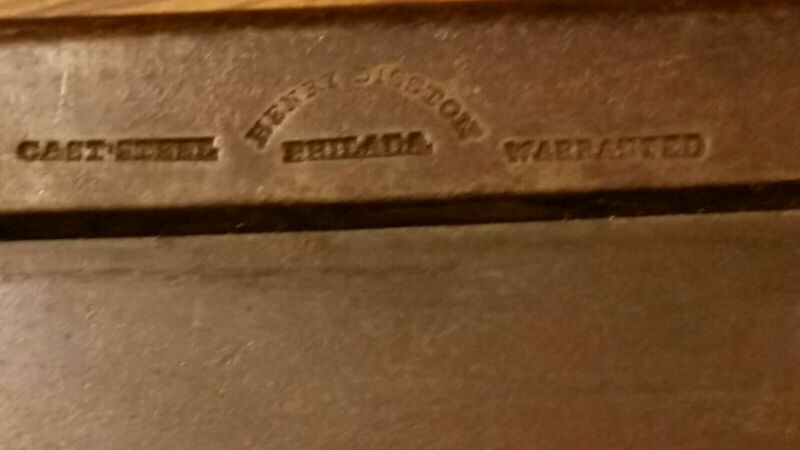 HENRY DISSTON
CAST STEEL PHILADA WARRANTED